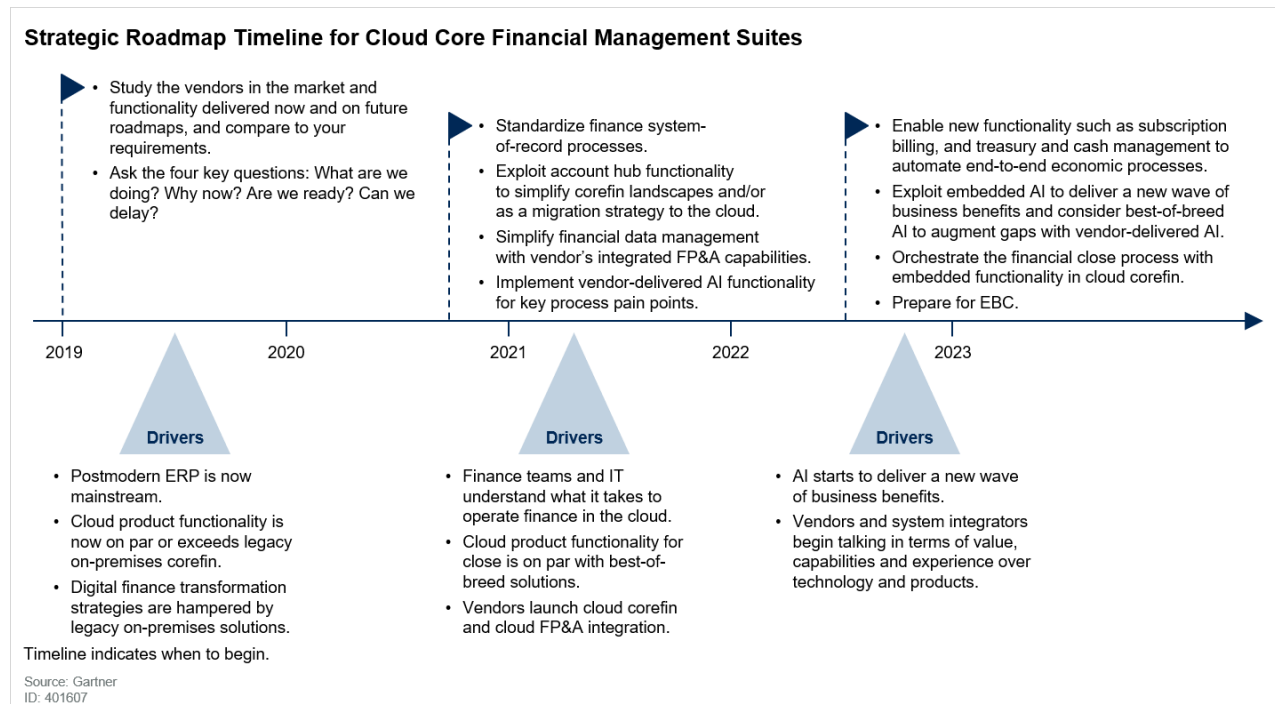 Strategic Roadmap Timeline for Cloud Core Financial Management Suites
• Study the vendors in the market and
functionality delivered now and on future
roadmaps, and compare to your
requirements.
• Ask the four key questions: What are we
doing? Why now? Are we ready? Can we
delay?
• Standardize finance system-
of-record processes.
• Exploit account hub functionality
to simplify corefin landscapes and/or
as a migration strategy to the cloud.
• Simplify financial data management
with vendor's integrated FP&A capabilities.
• Implement vendor-delivered AI functionality
for key process pain points.
• Enable new functionality such as subscription
billing, and treasury and cash management to
automate end-to-end economic processes.
• Exploit embedded AI to deliver a new wave of
business benefits and consider best-of-breed
AI to augment gaps with vendor-delivered AI.
• Orchestrate the financial close process with
embedded functionality in cloud corefin.
• Prepare for EBC.
2019
2020
2021
2022
2023
Drivers
• Postmodern ERP is now
mainstream.
• Cloud product functionality is
now on par or exceeds legacy
on-premises corefin.
• Digital finance transformation
strategies are hampered by
legacy on-premises solutions.
Drivers
• Finance teams and IT
understand what it takes to
operate finance in the cloud.
• Cloud product functionality for
close is on par with best-of-
breed solutions.
• Vendors launch cloud corefin
and cloud FP&A integration.
Drivers
• AI starts to deliver a new wave
of business benefits.
• Vendors and system integrators
begin talking in terms of value,
capabilities and experience over
technology and products.
Timeline indicates when to begin.
Source: Gartner
ID: 401607